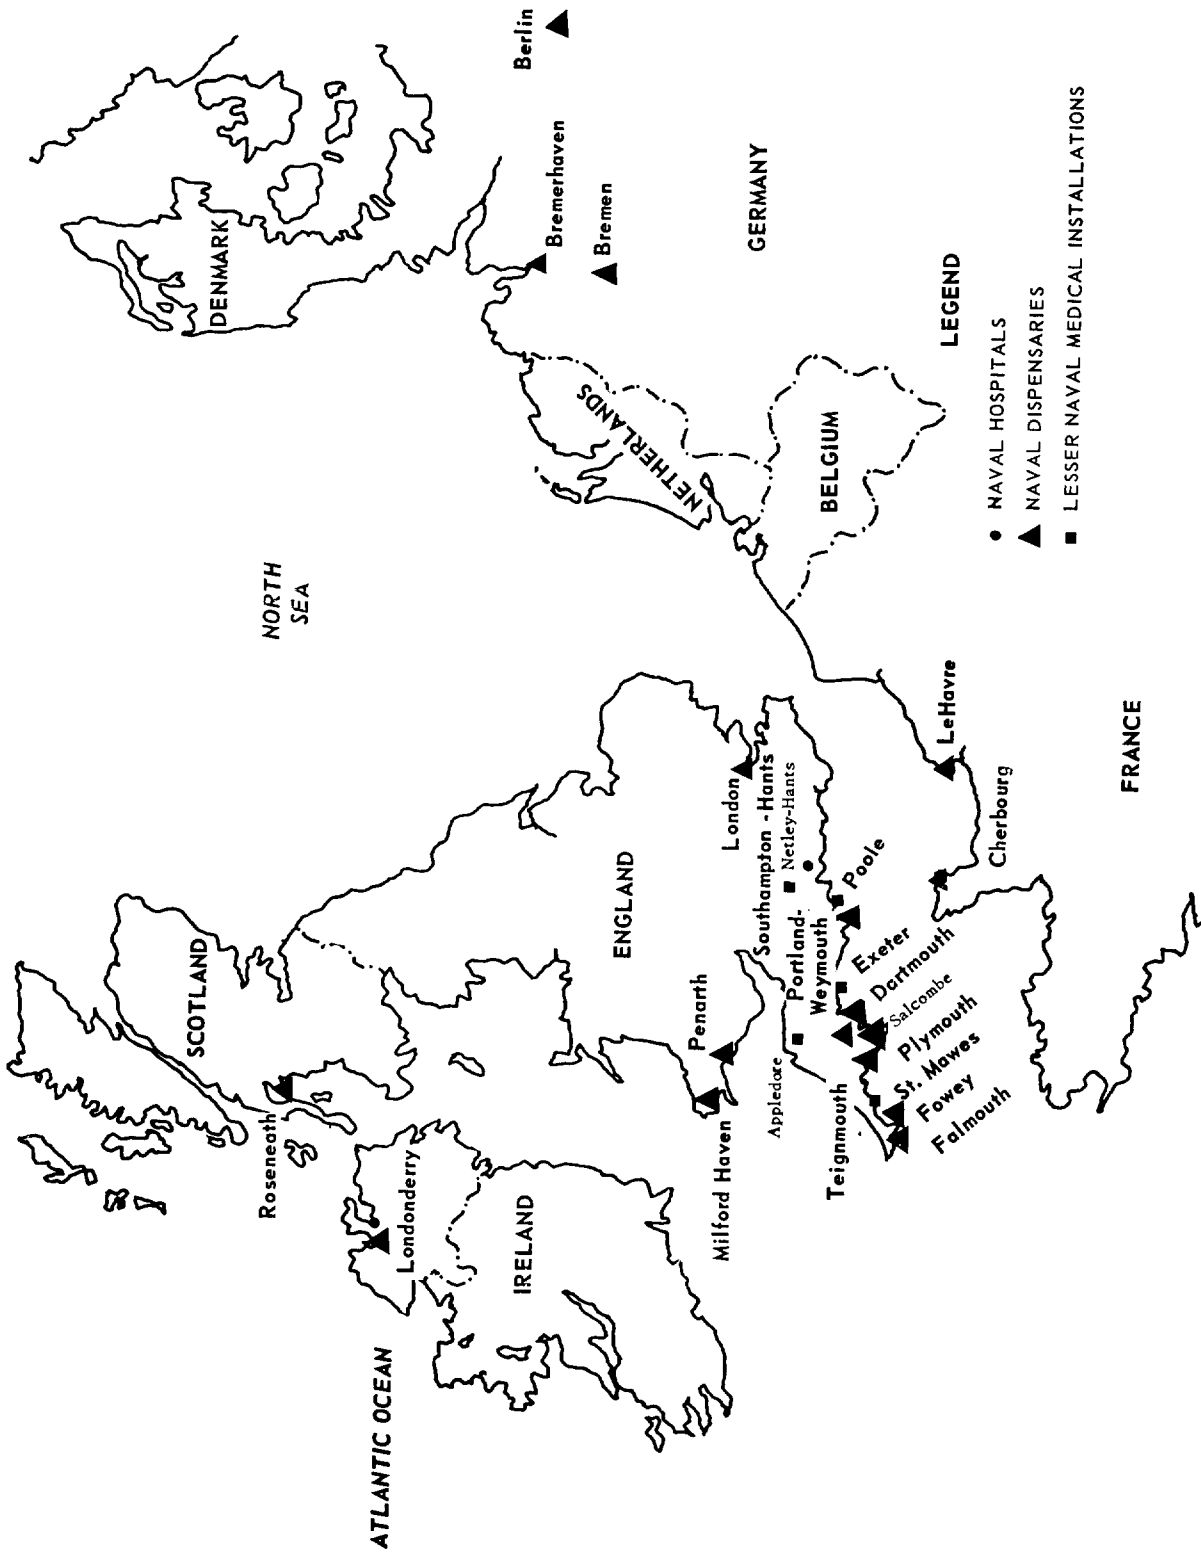 SCOTLAND
Roseneath
Londonderry
ATLANTIC OCEAN
IRELAND
NORTH
SEA
DENMARK
Berlin
Bremerhaven
Bremen
GERMANY
NETHERLANDS
BELGIUM
ENGLAND
Penarth
Milford Haven
London
Southampton - Hants
Netley-Hants
Portland-
Weymouth
Appledore
Poole
Exeter
Dartmouth
Salcombe
Teignmouth
Plymouth
St. Mawes
Fowey
Falmouth
LeHavre
Cherbourg
FRANCE
LEGEND
NAVAL HOSPITALS
NAVAL DISPENSARIES
LESSER NAVAL MEDICAL INSTALLATIONS